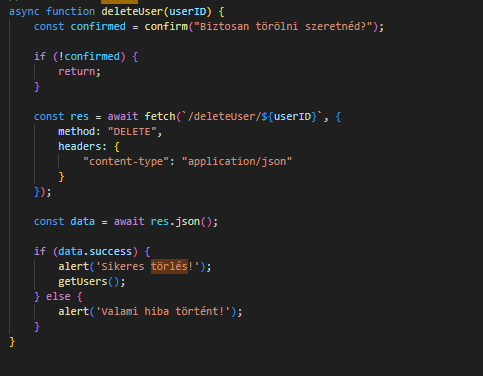 async function deleteUser(userID) {
const confirmed = confirm("Biztosan törölni szeretnéd?");
if (!confirmed) {
return;
}
const res = await fetch(`/deleteUser/${userID}`, {
method: "DELETE",
headers: {
"content-type": "application/json"
}
});
const data = await res.json();
if (data.success) {
alert('Sikeres törlés!');
getUsers();
} else {
alert('Valami hiba történt!');
}
}